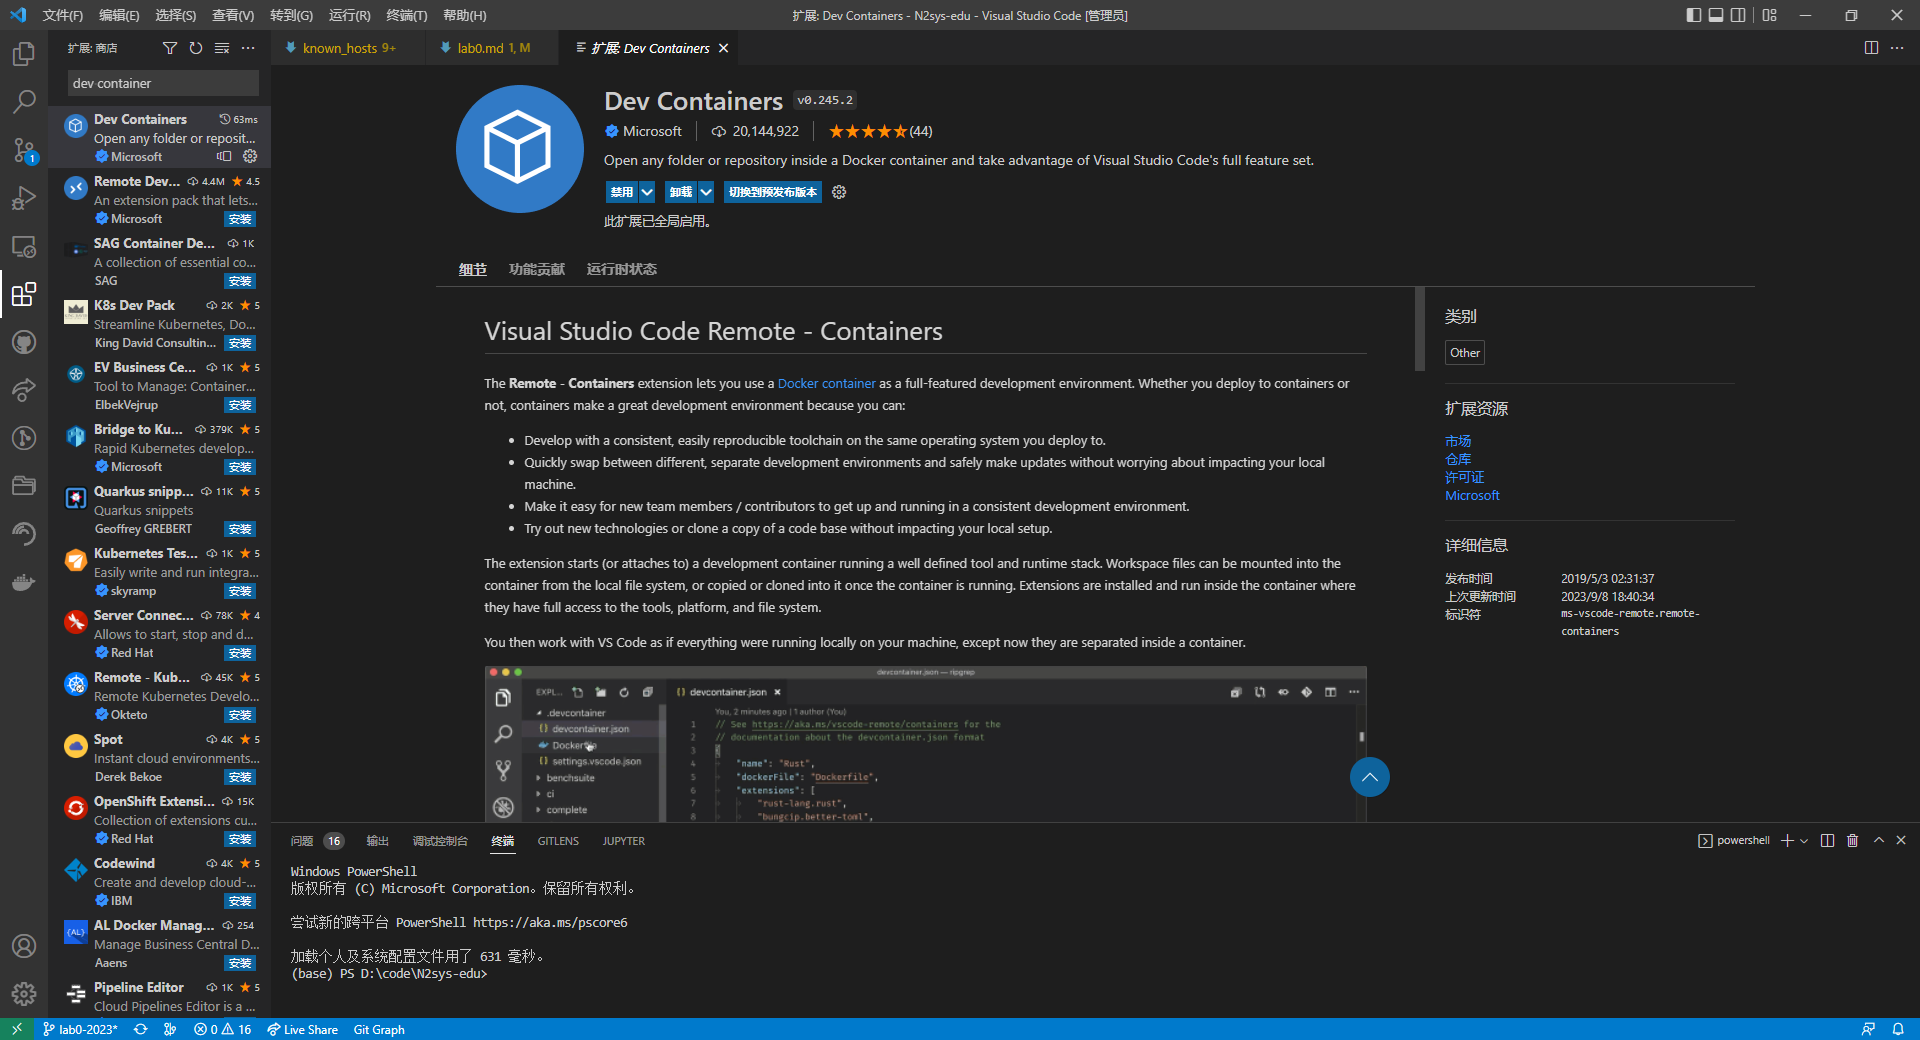 文件(F) 编辑(E) 选择(S) 查看(V) 转到(G) 运行(R) 终端(T) 帮助(H)
扩展: Dev Containers - N2sys-edu - Visual Studio Code [管理员]
扩展: 商店
dev container
Dev Containers 63ms
Open any folder or reposit...
Microsoft
Remote Dev... 4.4M 4.5
An extension pack that lets...
Microsoft 安装
SAG Container De... 1K
A collection of essential co...
SAG 安装
K8s Dev Pack 2K 5
Streamline Kubernetes, Do...
King David Consultin... 安装
EV Business Ce... 1K 5
Tool to Manage: Container...
ElbekVejrup 安装
Bridge to Ku... 379K 5
Rapid Kubernetes develop...
Microsoft 安装
Quarkus snipp... 11K 5
Quarkus snippets
Geoffrey GREBERT 安装
Kubernetes Tes... 1K 5
Easily write and run integra...
skyramp 安装
Server Connec... 78K 4
Allows to start, stop and d...
Red Hat 安装
Remote - Kub... 45K 5
Remote Kubernetes Develo...
Okteto 安装
Spot 4K 5
Instant cloud environments...
Derek Bekoe 安装
OpenShift Extensi... 15K
Collection of extensions cu...
Red Hat 安装
Codewind 4K 5
Create and develop cloud-...
IBM 安装
{AL} AL Docker Manag... 254
Manage Business Central D...
Aaens 安装
Pipeline Editor 1K 5
Cloud Pipelines Editor is a ...
1
known_hosts 9+ lab0.md 1, M 扩展: Dev Containers
Dev Containers v0.245.2
Microsoft 20,144,922 (44)
Open any folder or repository inside a Docker container and take advantage of Visual Studio Code's full feature set.
禁用 卸载 切换到预发布版本
此扩展已全局启用。
细节 功能贡献 运行时状态
Visual Studio Code Remote - Containers
The Remote - Containers extension lets you use a Docker container as a full-featured development environment. Whether you deploy to containers or
not, containers make a great development environment because you can:
• Develop with a consistent, easily reproducible toolchain on the same operating system you deploy to.
• Quickly swap between different, separate development environments and safely make updates without worrying about impacting your local
machine.
• Make it easy for new team members / contributors to get up and running in a consistent development environment.
• Try out new technologies or clone a copy of a code base without impacting your local setup.
The extension starts (or attaches to) a development container running a well defined tool and runtime stack. Workspace files can be mounted into the
container from the local file system, or copied or cloned into it once the container is running. Extensions are installed and run inside the container where
they have full access to the tools, platform, and file system.
You then work with VS Code as if everything were running locally on your machine, except now they are separated inside a container.
devcontainer.json — ripgrep
EXPL...
.devcontainer
devcontainer.json
Dockerfile
settings.vscode.json
benchsuite
ci
complete
devcontainer.json
You, 2 minutes ago | 1 author (You)
1 // See https://aka.ms/vscode-remote/containers for the
2 // documentation about the devcontainer.json format
3 {
4 "name": "Rust",
5 "dockerFile": "Dockerfile",
6 "extensions": [
7 "rust-lang.rust",
8 "bungcip.better-toml",
类别
Other
扩展资源
市场
仓库
许可证
Microsoft
详细信息
发布时间 2019/5/3 02:31:37
上次更新时间 2023/9/8 18:40:34
标识符 ms-vscode-remote.remote-
containers
问题 16 输出 调试控制台 终端 GITLENS JUPYTER
powershell
Windows PowerShell
版权所有 (C) Microsoft Corporation。保留所有权利。
尝试新的跨平台 PowerShell https://aka.ms/pscore6
加载个人及系统配置文件用了 631 毫秒。
(base) PS D:\code\N2sys-edu>
lab0-2023* 0 16 Live Share Git Graph